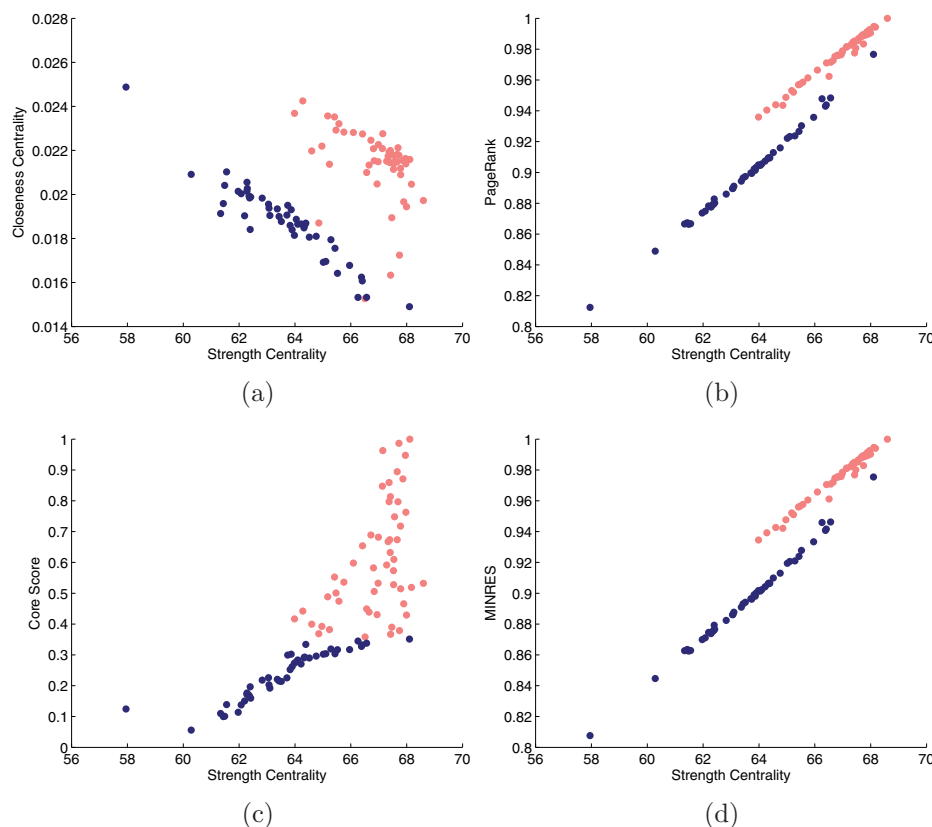 0.028
0.026
0.024
0.022
0.02
0.018
0.016
0.014
Closeness Centrality
56 58 60 62 64 66 68 70
Strength Centrality
(a)
1
0.98
0.96
0.94
0.92
0.9
0.88
0.86
0.84
0.82
0.8
PageRank
56 58 60 62 64 66 68 70
Strength Centrality
(b)
1
0.9
0.8
0.7
0.6
0.5
0.4
0.3
0.2
0.1
0
Core Score
56 58 60 62 64 66 68 70
Strength Centrality
(c)
1
0.98
0.96
0.94
0.92
0.9
0.88
0.86
0.84
0.82
0.8
MINRES
56 58 60 62 64 66 68 70
Strength Centrality
(d)